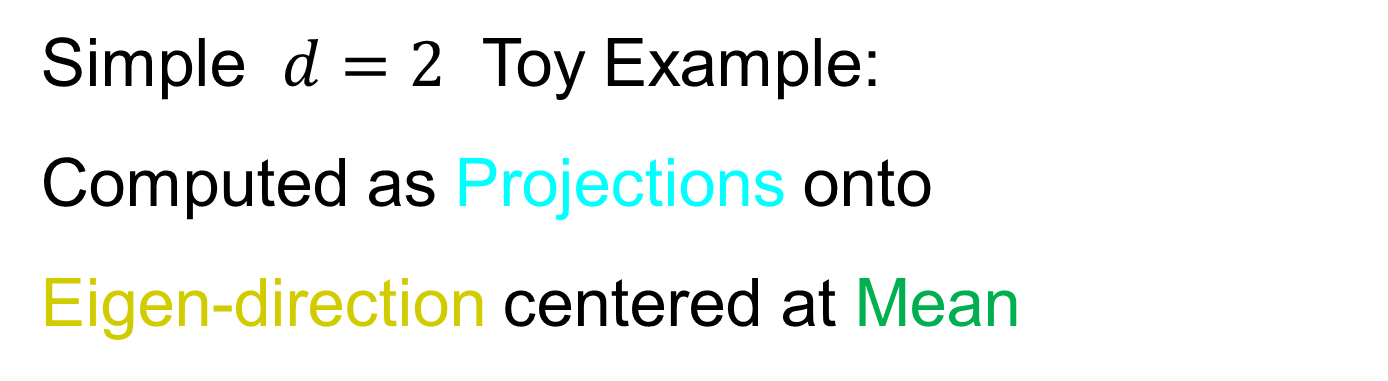 Simple d = 2 Toy Example:
Computed as Projections onto
Eigen-direction centered at Mean